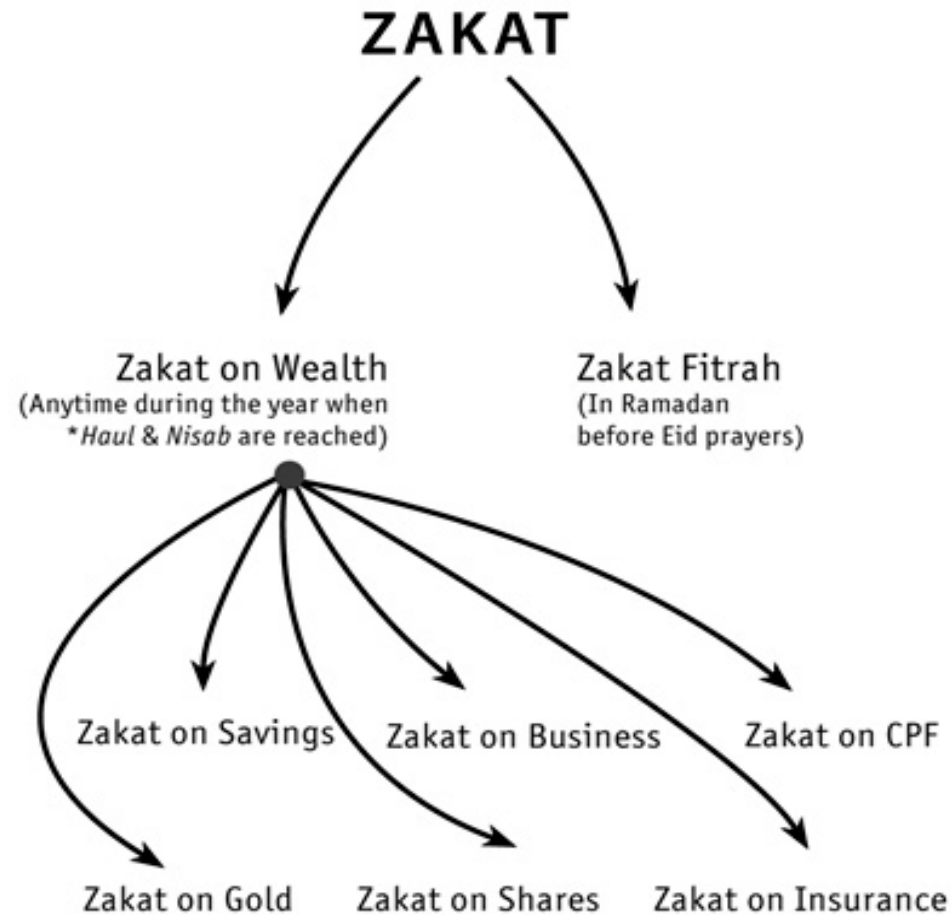 ZAKAT
Zakat on Wealth
(Anytime during the year when
*Haul & Nisab are reached)
Zakat Fitrah
(In Ramadan
before Eid prayers)
Zakat on Savings
Zakat on Business
Zakat on CPF
Zakat on Gold
Zakat on Shares
Zakat on Insurance